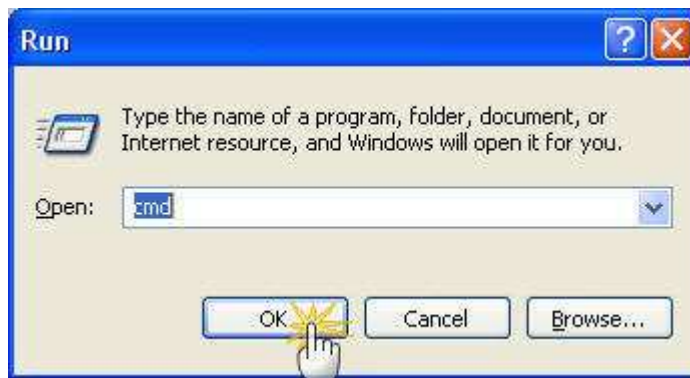 Run
Type the name of a program, folder, document, or
Internet resource, and Windows will open it for you.
Open: cmd
OK Cancel Browse...